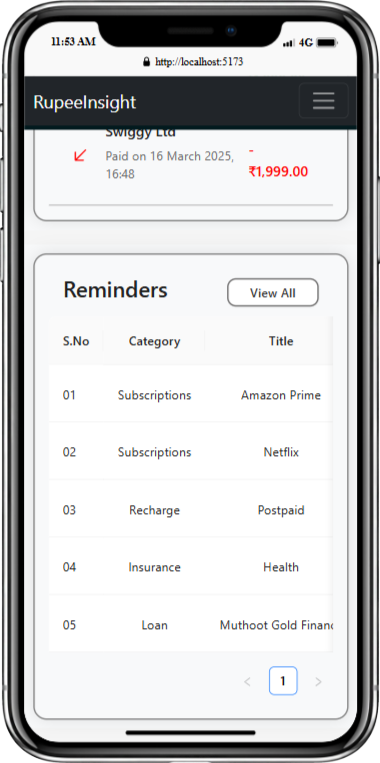 11:53 AM 4G
http://localhost:5173
RupeeInsight
Swiggy Ltd
Paid on 16 March 2025, -
16:48 ₹1,999.00
Reminders View All
S.No Category Title
01 Subscriptions Amazon Prime
02 Subscriptions Netflix
03 Recharge Postpaid
04 Insurance Health
05 Loan Muthoot Gold Financ
< 1 >